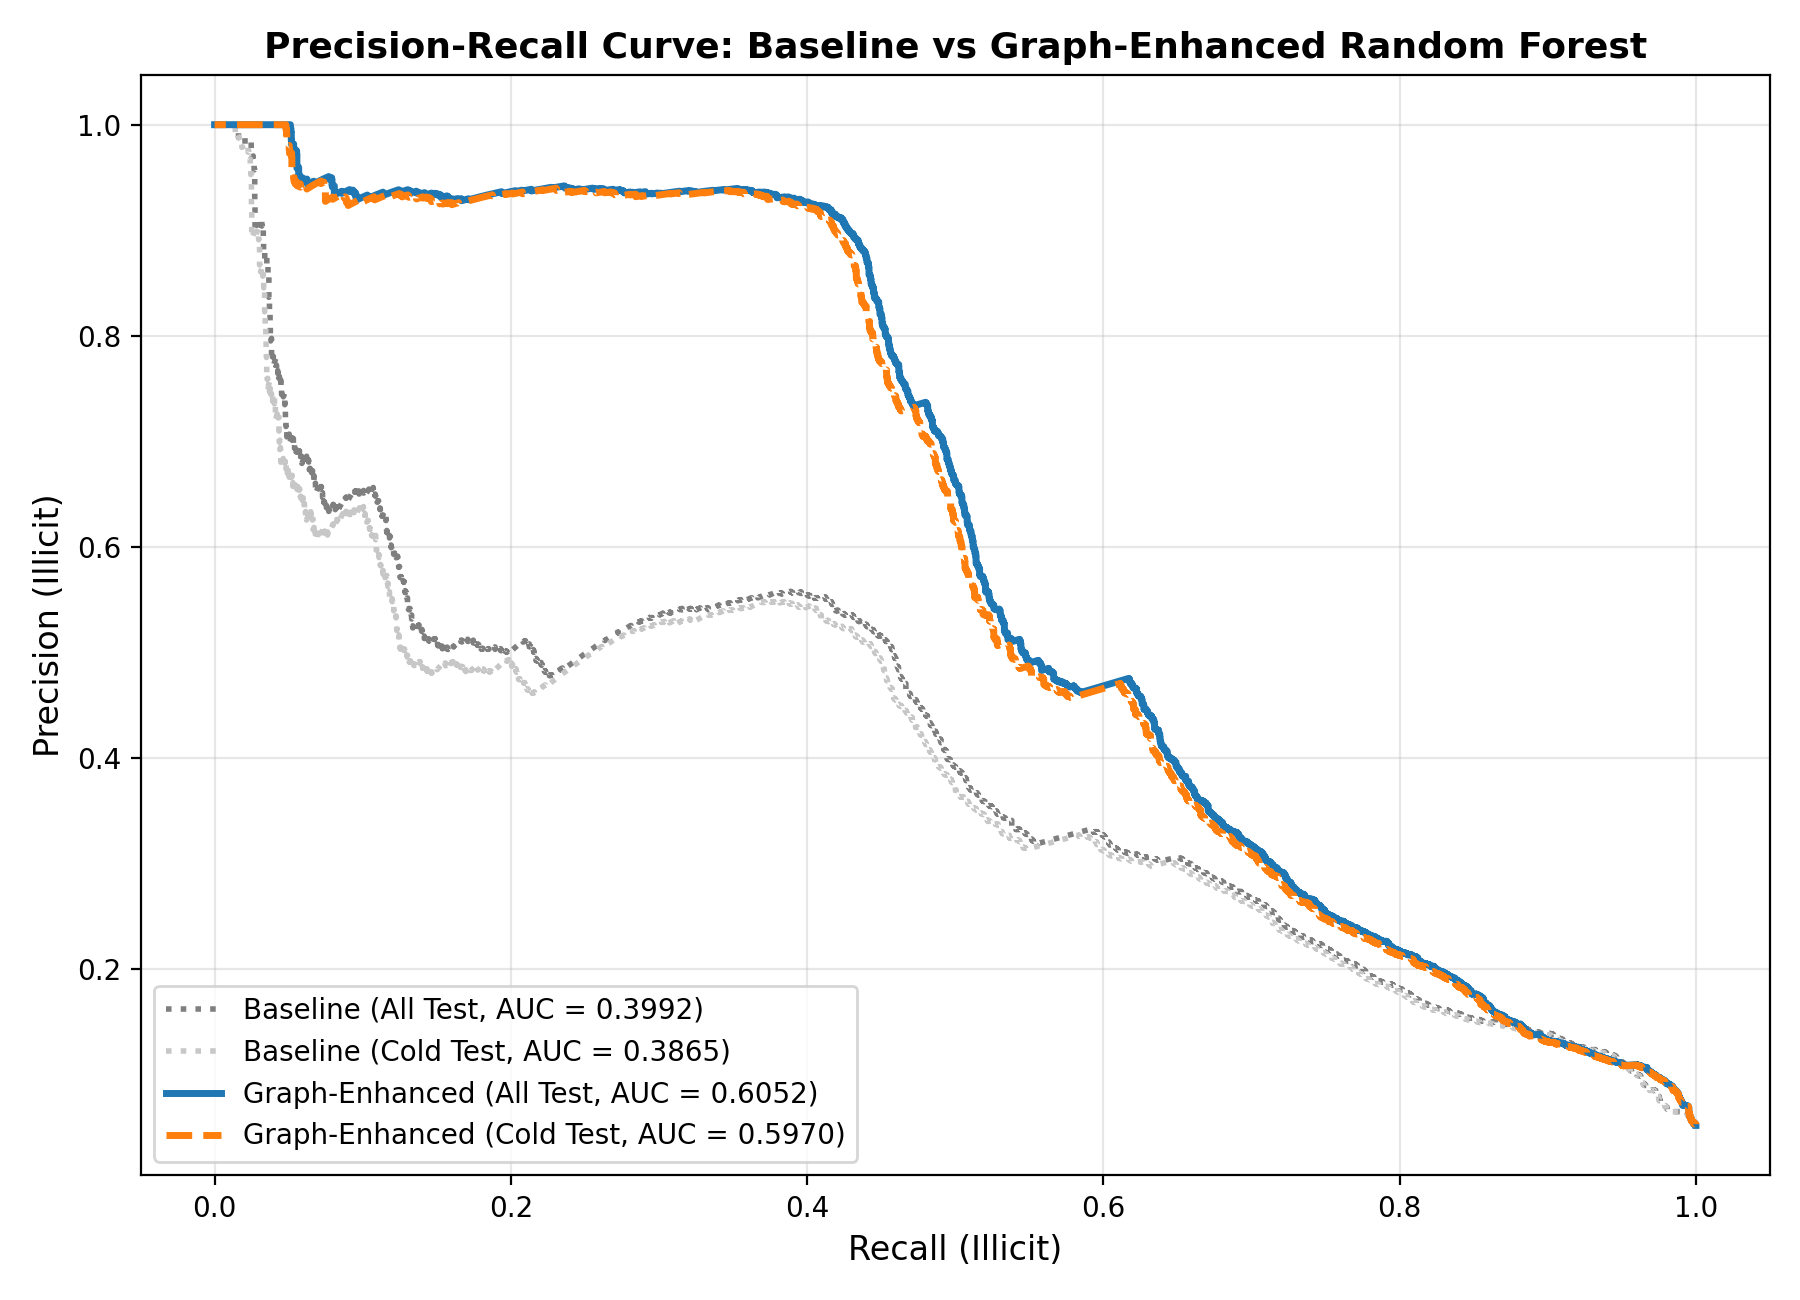 Precision-Recall Curve: Baseline vs Graph-Enhanced Random Forest
Precision (Illicit)
1.0
0.8
0.6
0.4
0.2
Baseline (All Test, AUC = 0.3992)
Baseline (Cold Test, AUC = 0.3865)
Graph-Enhanced (All Test, AUC = 0.6052)
Graph-Enhanced (Cold Test, AUC = 0.5970)
0.0 0.2 0.4 0.6 0.8 1.0
Recall (Illicit)